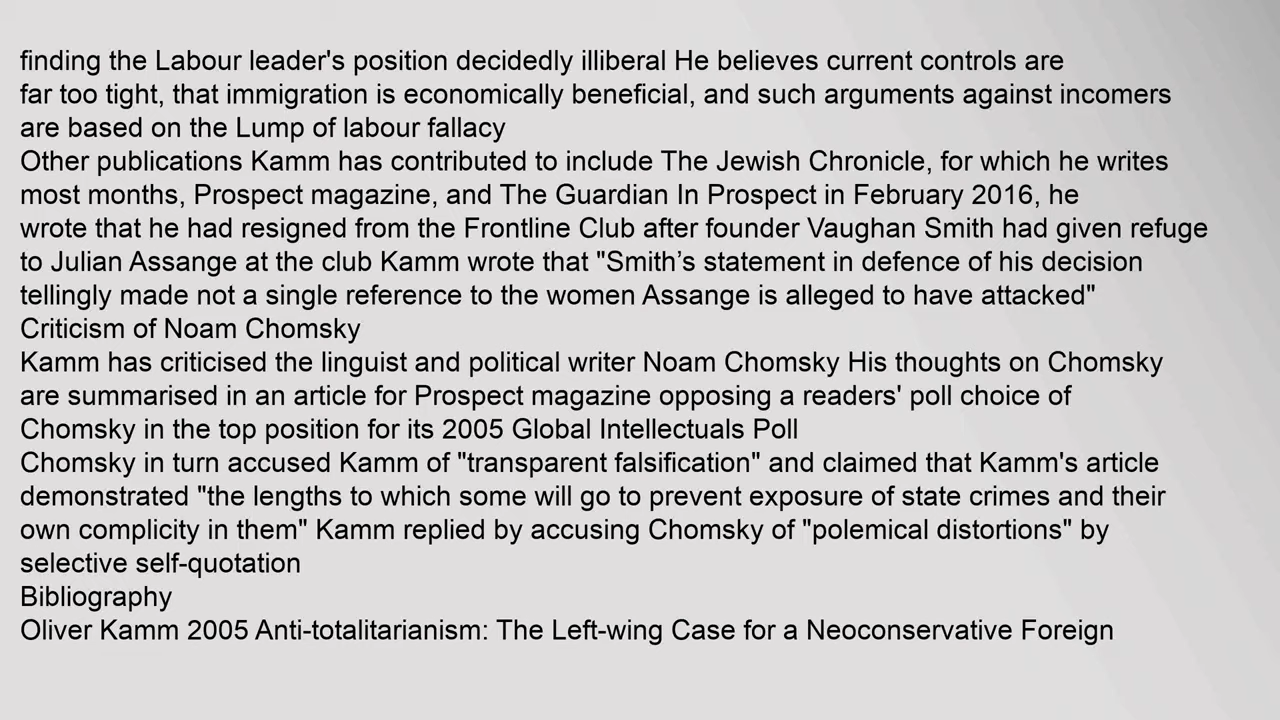 finding the Labour leader's position decidedly illiberal He believes current controls are
far too tight, that immigration is economically beneficial, and such arguments against incomers
are based on the Lump of labour fallacy
Other publications Kamm has contributed to include The Jewish Chronicle, for which he writes
most months, Prospect magazine, and The Guardian In Prospect in February 2016, he
wrote that he had resigned from the Frontline Club after founder Vaughan Smith had given refuge
to Julian Assange at the club Kamm wrote that "Smith’s statement in defence of his decision
tellingly made not a single reference to the women Assange is alleged to have attacked"
Criticism of Noam Chomsky
Kamm has criticised the linguist and political writer Noam Chomsky His thoughts on Chomsky
are summarised in an article for Prospect magazine opposing a readers' poll choice of
Chomsky in the top position for its 2005 Global Intellectuals Poll
Chomsky in turn accused Kamm of "transparent falsification" and claimed that Kamm's article
demonstrated "the lengths to which some will go to prevent exposure of state crimes and their
own complicity in them" Kamm replied by accusing Chomsky of "polemical distortions" by
selective self-quotation
Bibliography
Oliver Kamm 2005 Anti-totalitarianism: The Left-wing Case for a Neoconservative Foreign